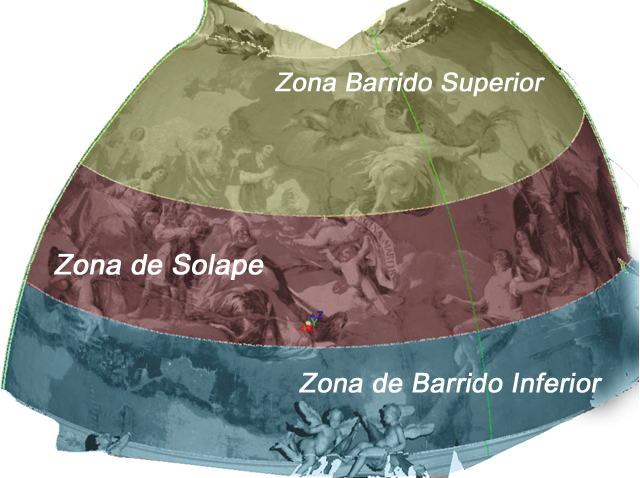 Zona Barrido Superior
Zona de Solape
Z
Zona de Barrido Inferior